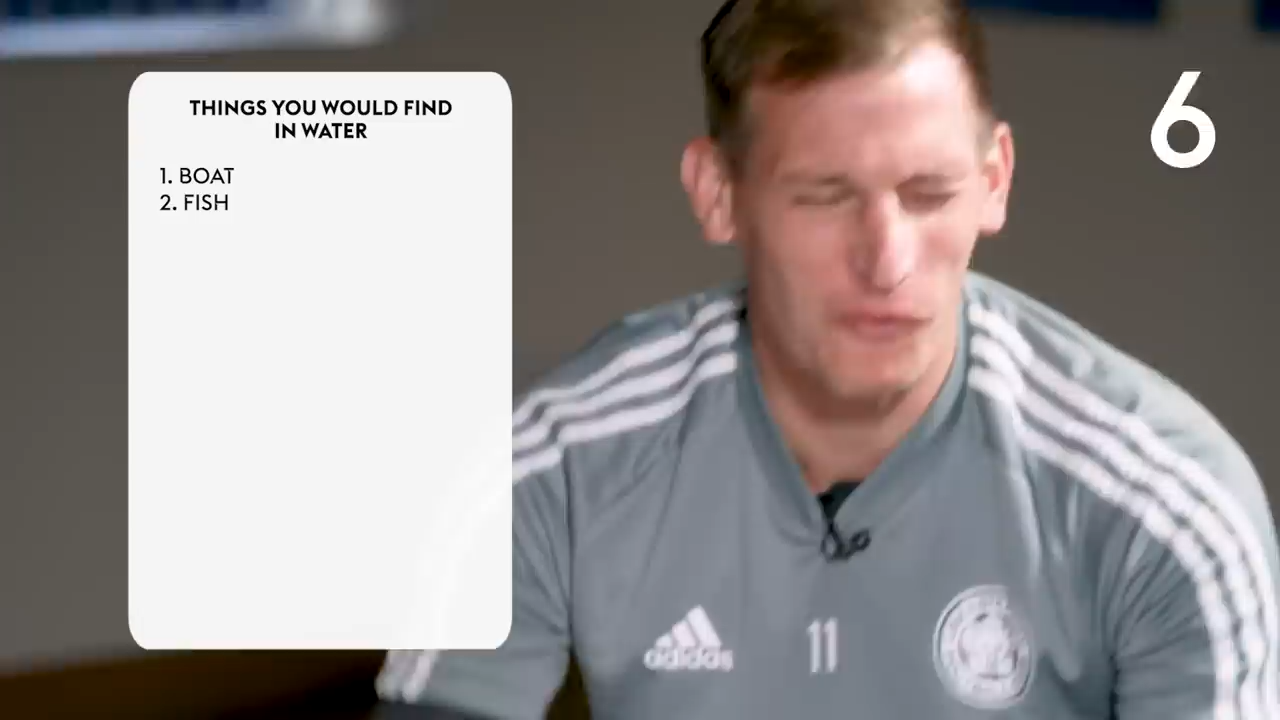 THINGS YOU WOULD FIND
IN WATER
1. BOAT
2. FISH
6
adidas
11